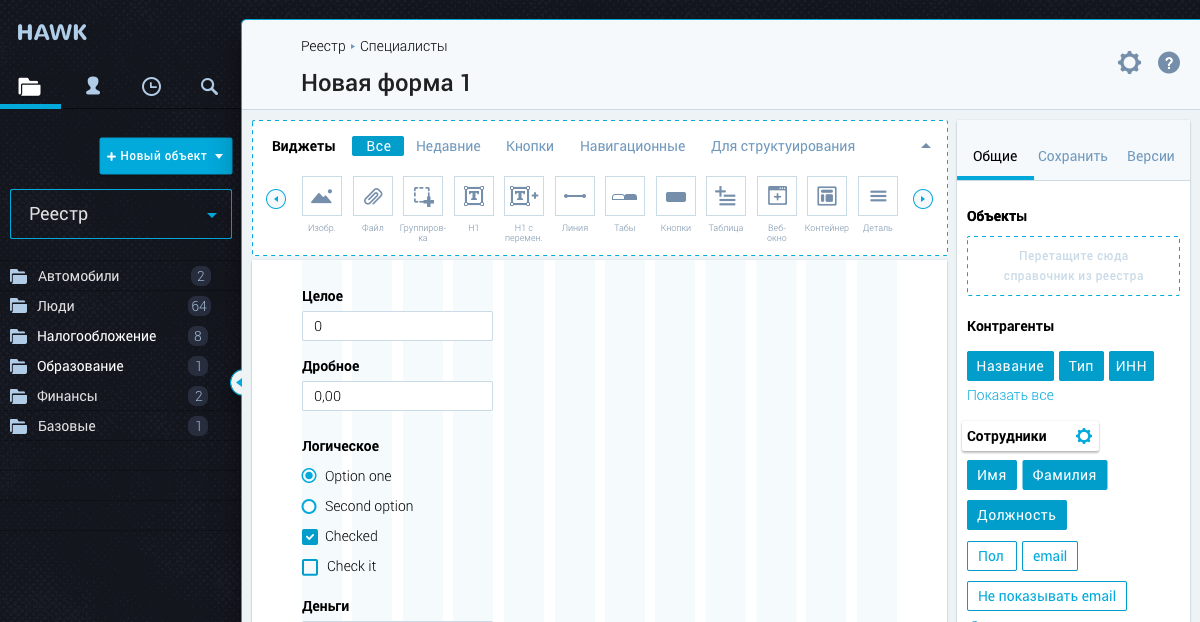 HAWK
+ Новый объект
Реестр
Автомобили 2
Люди 64
Налогообложение 8
Образование 1
Финансы 2
Базовые 1
Реестр ▸ Специалисты
Новая форма 1
?
Виджеты Все Недавние Кнопки Навигационные Для структуирования
Изобр. Файл Группиров-
ка
H1 H1 с
перемен.
Линия Табы Кнопки Таблица Веб-
окно
Контейнер Деталь
Целое
0
Дробное
0,00
Логическое
Option one
Second option
Checked
Check it
Деньги
Общие Сохранить Версии
Объекты
Перетащите сюда
справочник из реестра
Контрагенты
Название Тип ИНН
Показать все
Сотрудники
Имя Фамилия
Должность
Пол email
Не показывать email